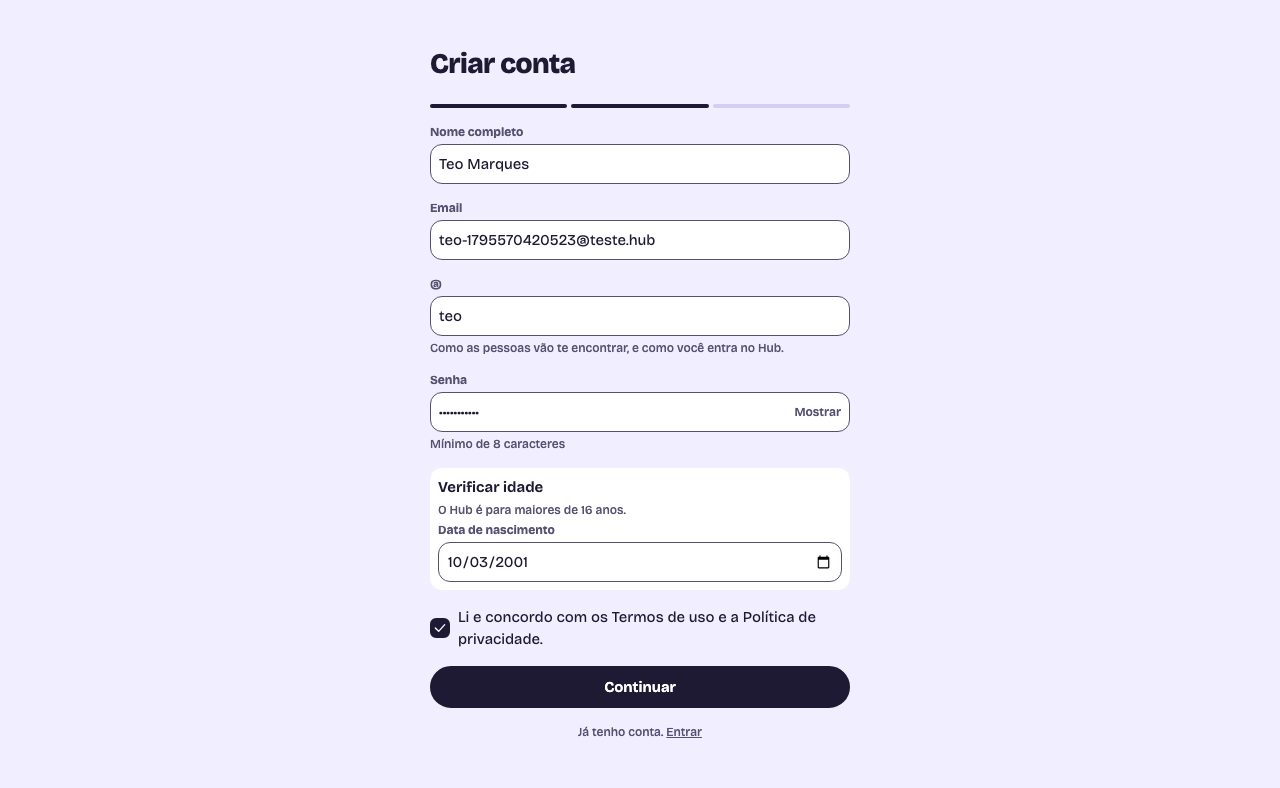 Criar conta
Nome completo
Teo Marques
Email
teo-1795570420523@teste.hub
@
teo
Como as pessoas vão te encontrar, e como você entra no Hub.
Senha
•••••••••••
Mostrar
Mínimo de 8 caracteres
Verificar idade
O Hub é para maiores de 16 anos.
Data de nascimento
10/03/2001
Li e concordo com os Termos de uso e a Política de
privacidade.
Continuar
Já tenho conta. Entrar